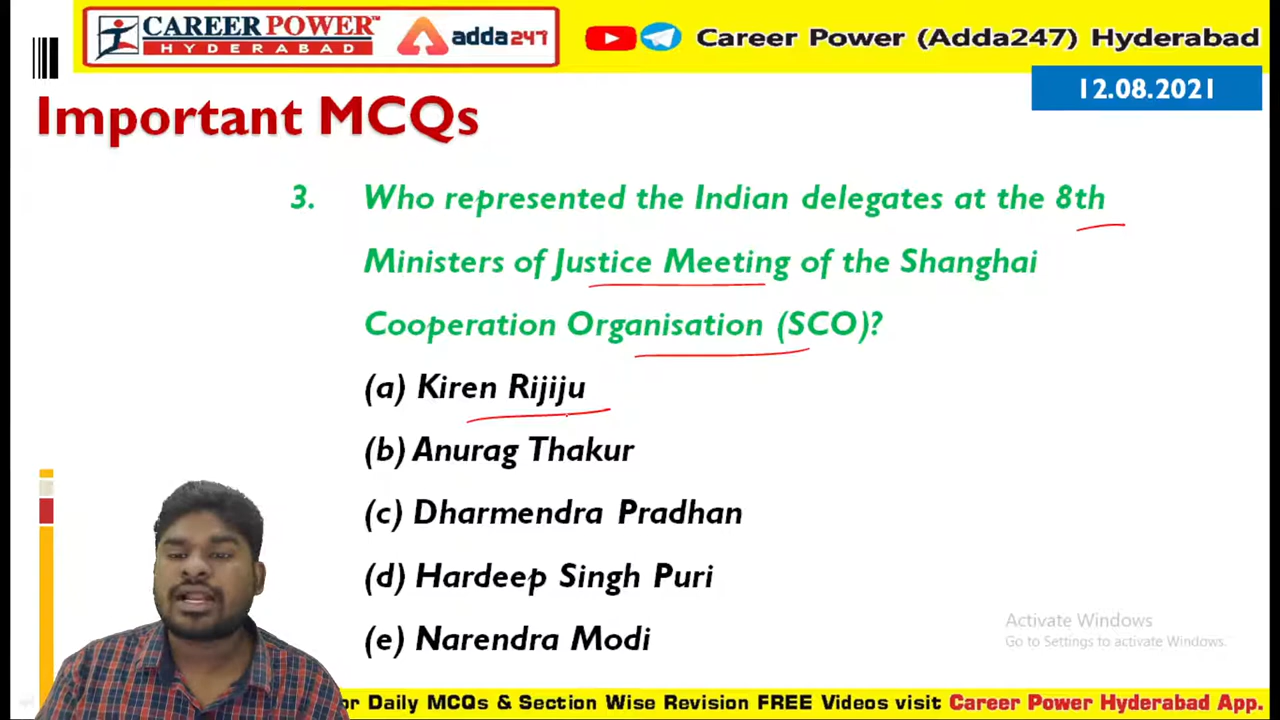 CAREER POWER™
HYDERABAD
adda247
Career Power (Adda247) Hyderabad
12.08.2021
Important MCQs
3. Who represented the Indian delegates at the 8th
Ministers of Justice Meeting of the Shanghai
Cooperation Organisation (SCO)?
(a) Kiren Rijiju
(b) Anurag Thakur
(c) Dharmendra Pradhan
(d) Hardeep Singh Puri
(e) Narendra Modi
Activate Windows
Go to Settings to activate Windows.
or Daily MCQs & Section Wise Revision FREE Videos visit Career Power Hyderabad App.